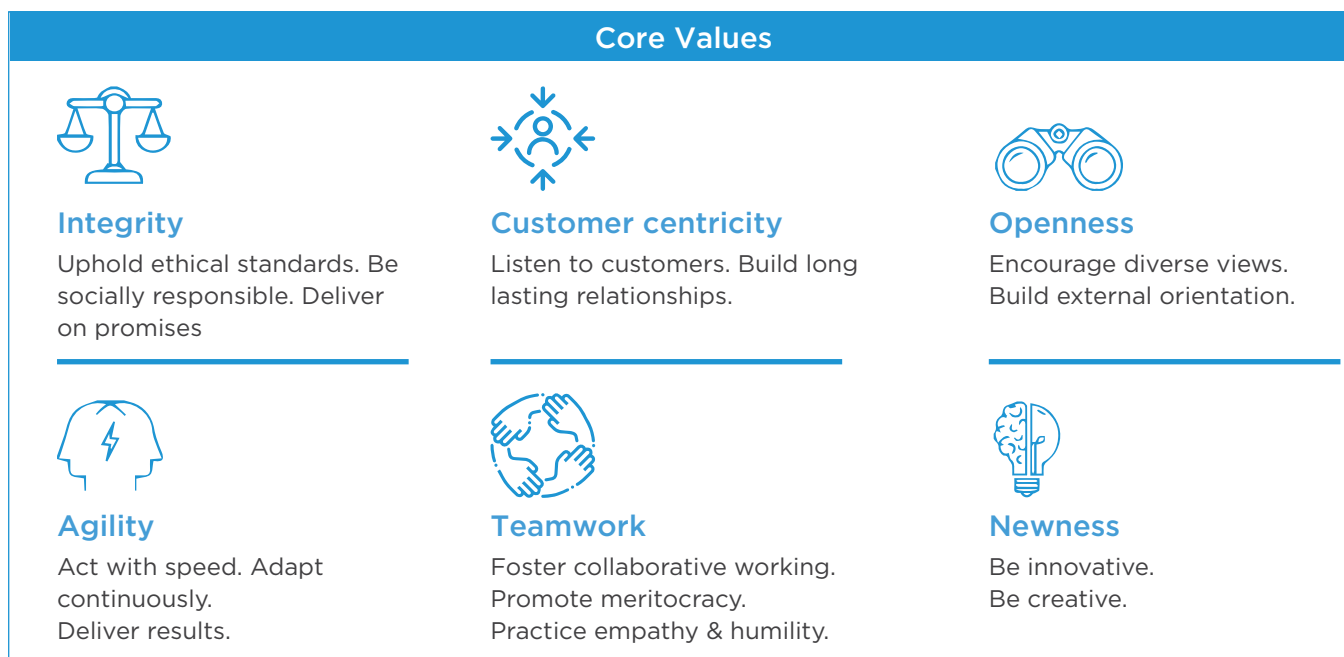 Core Values
Integrity
Uphold ethical standards. Be
socially responsible. Deliver
on promises
Customer centricity
Listen to customers. Build long
lasting relationships.
Openness
Encourage diverse views.
Build external orientation.
Agility
Act with speed. Adapt
continuously.
Deliver results.
Teamwork
Foster collaborative working.
Promote meritocracy.
Practice empathy & humility.
Newness
Be innovative.
Be creative.